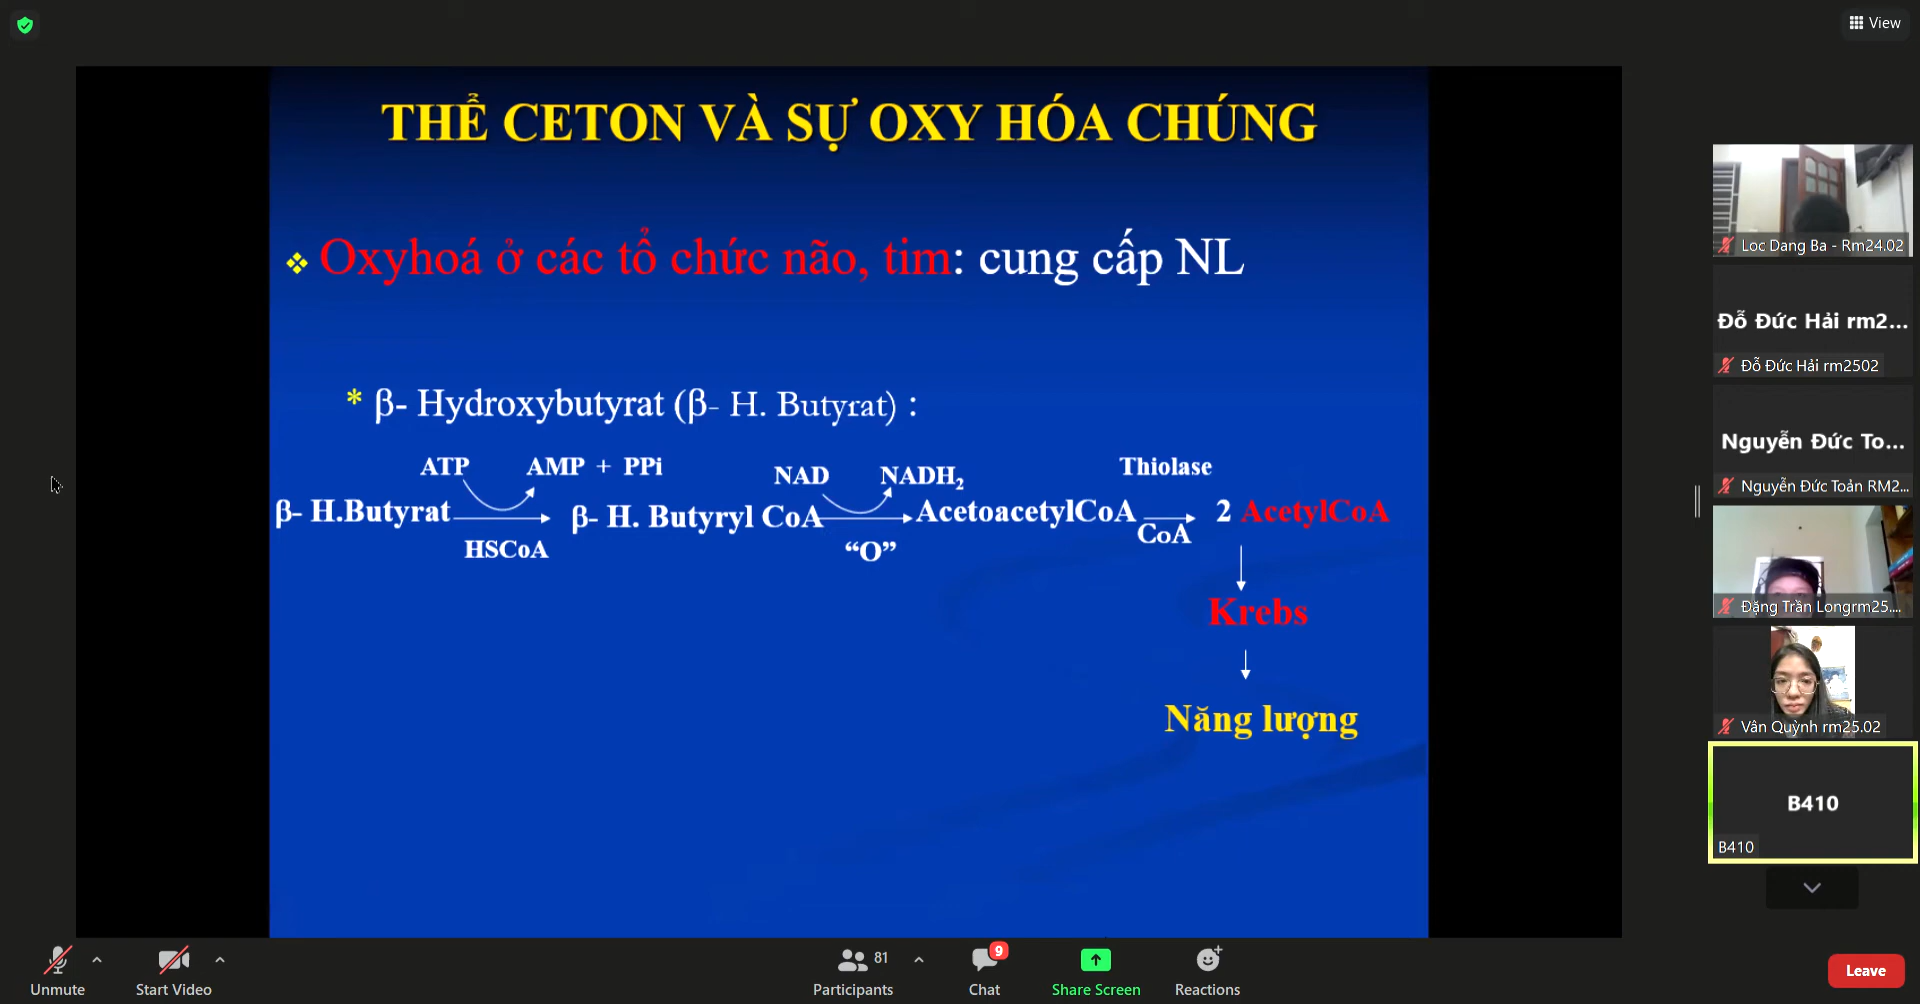 View
THỂ CETON VÀ SỰ OXY HÓA CHÚNG
❖ Oxyhoá ở các tổ chức não, tim: cung cấp NL
* β- Hydroxybutyrat (β- H. Butyrat) :
ATP AMP + PPi NAD NADH₂ Thiolase
β- H.Butyrat β- H. Butyryl CoA AcetoacetylCoA 2 AcetylCoA
HSCoA “O” CoA
Krebs
Năng lượng
Loc Dang Ba - Rm24.02
Đỗ Đức Hải rm2...
Đỗ Đức Hải rm2502
Nguyễn Đức To...
Nguyễn Đức Toản RM2...
Đặng Trần Longrm25....
Vân Quỳnh rm25.02
B410
B410
Unmute
Start Video
81
Participants
9
Chat
Share Screen
Reactions
Leave